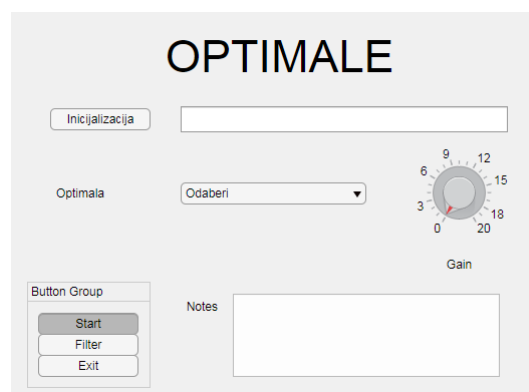 OPTIMALE
Inicijalizacija
Optimala
Odaberi
0
3
6
9
12
15
18
20
Gain
Button Group
Start
Filter
Exit
Notes